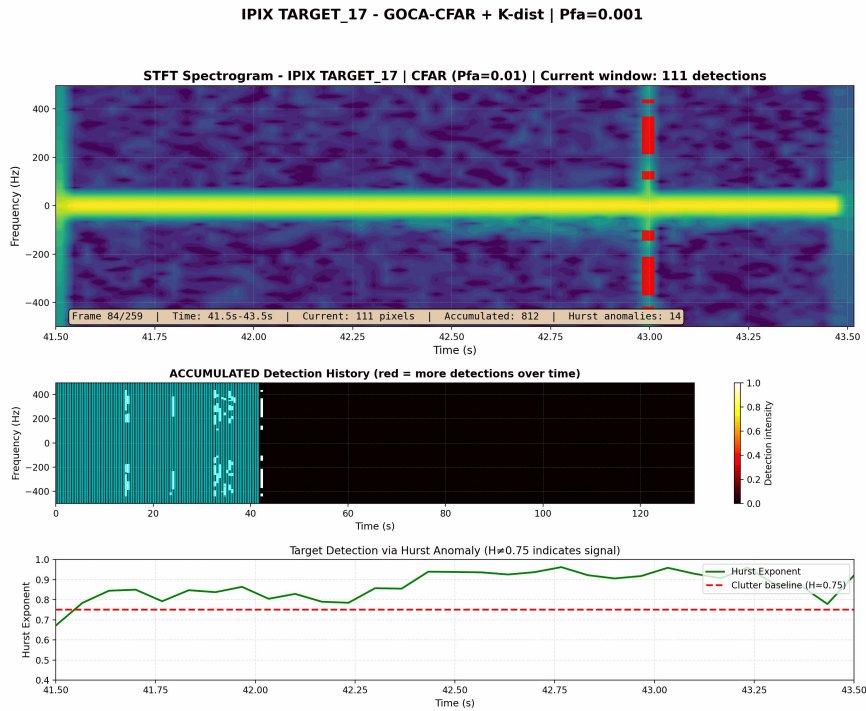 IPIX TARGET_17 - GOCA-CFAR + K-dist | Pfa=0.001
STFT Spectrogram - IPIX TARGET_17 | CFAR (Pfa=0.01) | Current window: 111 detections
Frequency (Hz)
400
200
0
−200
−400
Frame 84/259 | Time: 41.5s-43.5s | Current: 111 pixels | Accumulated: 812 | Hurst anomalies: 14
41.50 41.75 42.00 42.25 42.50 42.75 43.00 43.25 43.50
Time (s)
ACCUMULATED Detection History (red = more detections over time)
Frequency (Hz)
400
200
0
−200
−400
0 20 40 60 80 100 120
Time (s)
1.0
0.8
0.6
0.4
0.2
0.0
Detection intensity
Target Detection via Hurst Anomaly (H≠0.75 indicates signal)
Hurst Exponent
1.0
0.9
0.8
0.7
0.6
0.5
0.4
Hurst Exponent
Clutter baseline (H=0.75)
41.50 41.75 42.00 42.25 42.50 42.75 43.00 43.25 43.50
Time (s)